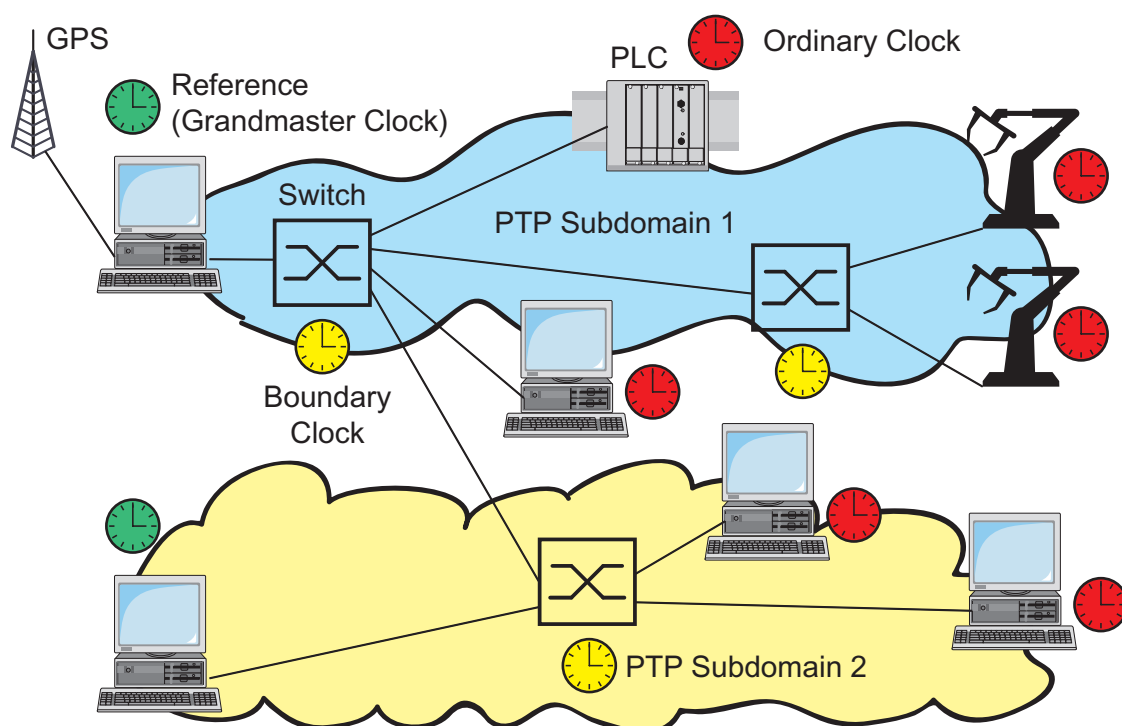 GPS
Reference
(Grandmaster Clock)
PLC
Ordinary Clock
Switch
PTP Subdomain 1
Boundary
Clock
PTP Subdomain 2